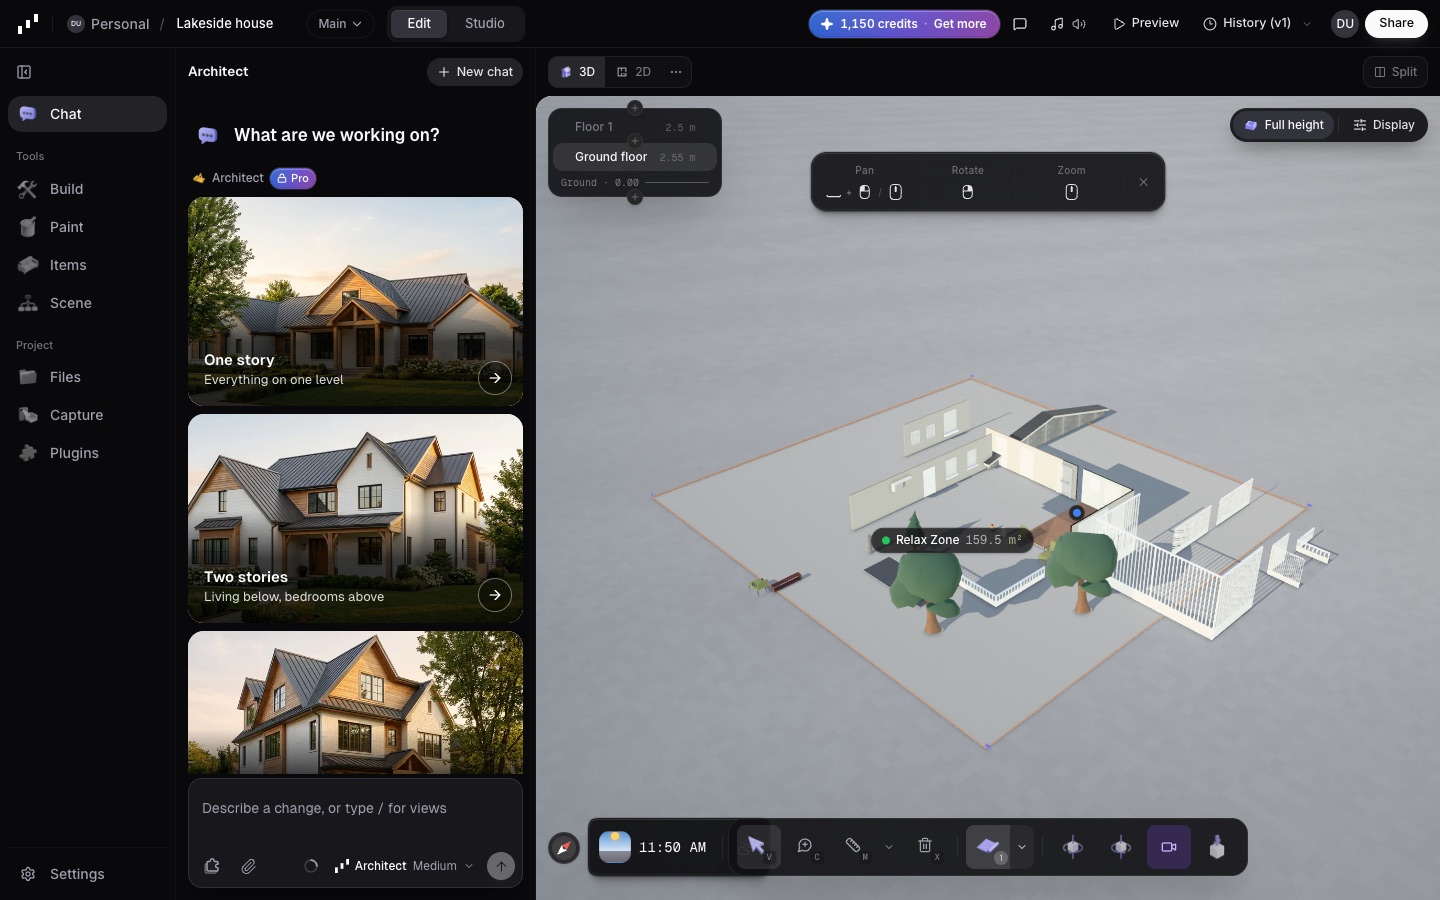 DU Personal / Lakeside house
Main
Edit
Studio
1,150 credits · Get more
Preview
History (v1)
DU
Share
Chat
Tools
Build
Paint
Items
Scene
Project
Files
Capture
Plugins
Settings
Architect
New chat
What are we working on?
Architect Pro
One story
Everything on one level
Two stories
Living below, bedrooms above
Describe a change, or type / for views
Architect Medium
3D
2D
Split
Floor 1 2.5 m
Ground floor 2.55 m
Ground · 0.00
Full height
Display
Pan
Rotate
Zoom
+ /
Relax Zone 159.5 m²
11:50 AM
V
C
M
X
1